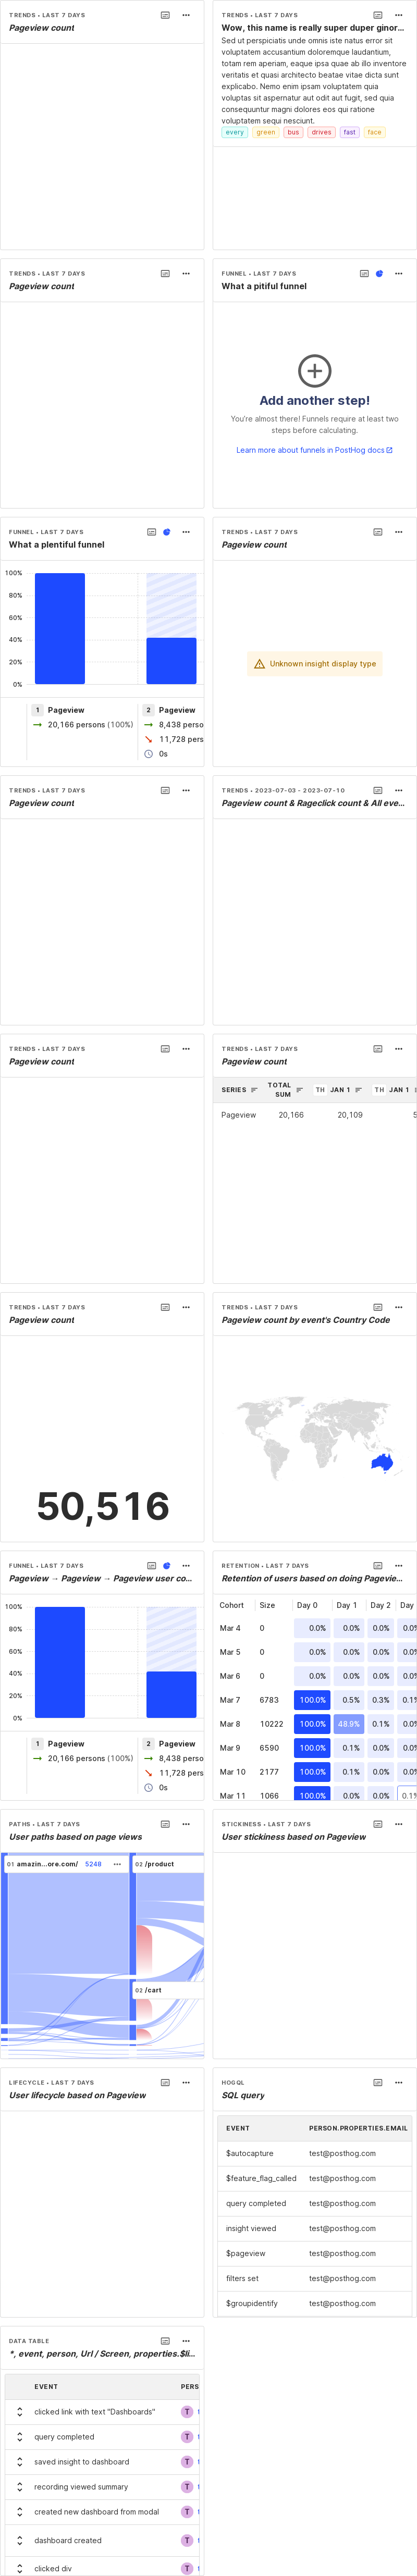 TRENDS • LAST 7 DAYS
Pageview count
TRENDS • LAST 7 DAYS
Wow, this name is really super duper ginor...
Sed ut perspiciatis unde omnis iste natus error sit
voluptatem accusantium doloremque laudantium,
totam rem aperiam, eaque ipsa quae ab illo inventore
veritatis et quasi architecto beatae vitae dicta sunt
explicabo. Nemo enim ipsam voluptatem quia
voluptas sit aspernatur aut odit aut fugit, sed quia
consequuntur magni dolores eos qui ratione
voluptatem sequi nesciunt.
every green bus drives fast face
TRENDS • LAST 7 DAYS
Pageview count
FUNNEL • LAST 7 DAYS
What a pitiful funnel
Add another step!
You're almost there! Funnels require at least two
steps before calculating.
Learn more about funnels in PostHog docs
FUNNEL • LAST 7 DAYS
What a plentiful funnel
100%
80%
60%
40%
20%
0%
1 Pageview
20,166 persons (100%)
2 Pageview
8,438 perso
11,728 pers
0s
TRENDS • LAST 7 DAYS
Pageview count
Unknown insight display type
TRENDS • LAST 7 DAYS
Pageview count
TRENDS • 2023-07-03 - 2023-07-10
Pageview count & Rageclick count & All eve...
TRENDS • LAST 7 DAYS
Pageview count
TRENDS • LAST 7 DAYS
Pageview count
SERIES TOTAL SUM TH JAN 1 TH JAN 1
Pageview 20,166 20,109 5
TRENDS • LAST 7 DAYS
Pageview count
50,516
TRENDS • LAST 7 DAYS
Pageview count by event's Country Code
FUNNEL • LAST 7 DAYS
Pageview → Pageview → Pageview user co...
100%
80%
60%
40%
20%
0%
1 Pageview
20,166 persons (100%)
2 Pageview
8,438 perso
11,728 pers
0s
RETENTION • LAST 7 DAYS
Retention of users based on doing Pagevie...
Cohort Size Day 0 Day 1 Day 2 Day
Mar 4 0 0.0% 0.0% 0.0% 0.0%
Mar 5 0 0.0% 0.0% 0.0% 0.0%
Mar 6 0 0.0% 0.0% 0.0% 0.0%
Mar 7 6783 100.0% 0.5% 0.3% 0.1%
Mar 8 10222 100.0% 48.9% 0.1% 0.0%
Mar 9 6590 100.0% 0.1% 0.0% 0.0%
Mar 10 2177 100.0% 0.1% 0.0% 0.0%
Mar 11 1066 100.0% 0.0% 0.0% 0.1%
PATHS • LAST 7 DAYS
User paths based on page views
01 amazin...ore.com/ 5248
02 /product
02 /cart
STICKINESS • LAST 7 DAYS
User stickiness based on Pageview
LIFECYCLE • LAST 7 DAYS
User lifecycle based on Pageview
HOGQL
SQL query
EVENT PERSON.PROPERTIES.EMAIL
$autocapture test@posthog.com
$feature_flag_called test@posthog.com
query completed test@posthog.com
insight viewed test@posthog.com
$pageview test@posthog.com
filters set test@posthog.com
$groupidentify test@posthog.com
DATA TABLE
*, event, person, Url / Screen, properties.$li...
EVENT PERS
clicked link with text "Dashboards" T t
query completed T t
saved insight to dashboard T t
recording viewed summary T t
created new dashboard from modal T t
dashboard created T t
clicked div T t